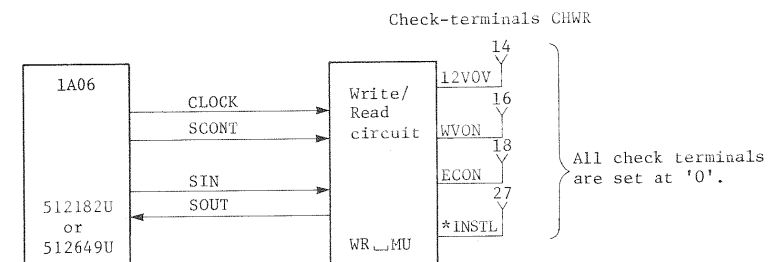 Check-terminals CHWR
14
1A06
12VOV
Write/
Read
circuit
CLOCK
16
SCONT
WVON
18
All check terminals
are set at '0'.
SIN
ECON
27
SOUT
512182U
or
512649U
*INSTL
WR␣MU